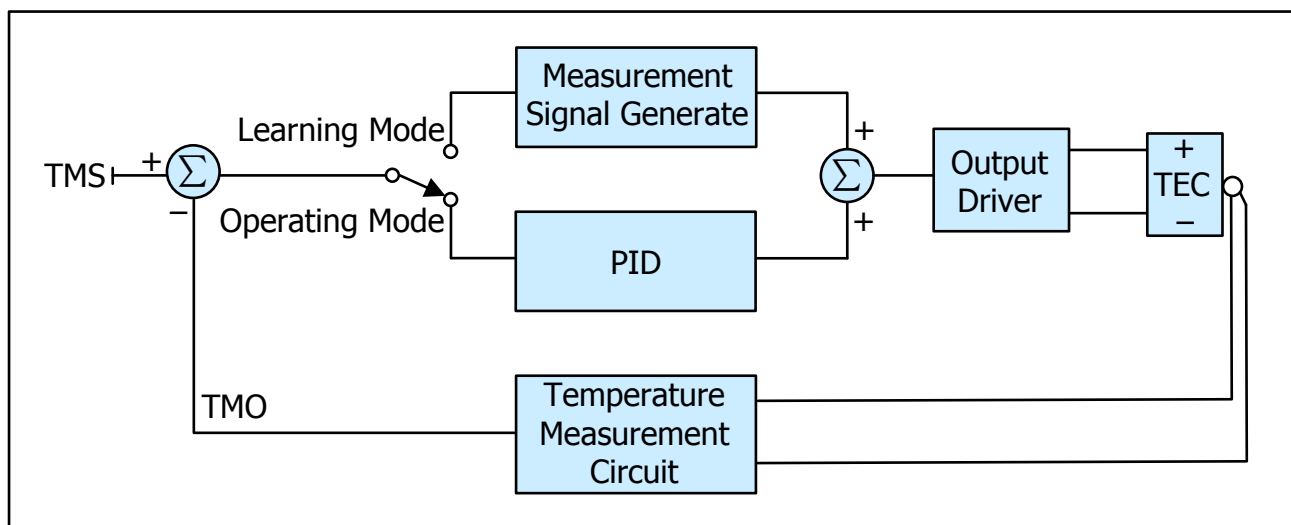 Measurement
Signal Generate
Learning Mode
+
+
TMS
Σ
−
Operating Mode
PID
Σ
+
Output
Driver
+
TEC
−
TMO
Temperature
Measurement
Circuit